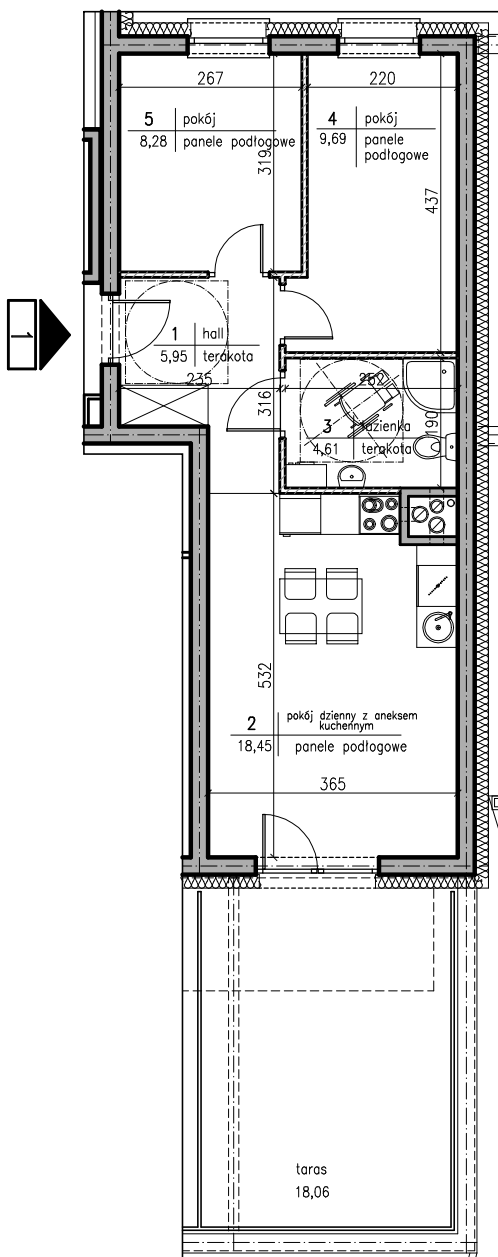 267
220
5 pokój
8,28 panele podłogowe
319
4 pokój
9,69 panele
podłogowe
437
1
1 hall
5,95 terakota
235
316
252
3 łazienka
4,61 terakota
190
532
2 pokój dzienny z aneksem
kuchennym
18,45 panele podłogowe
365
taras
18,06